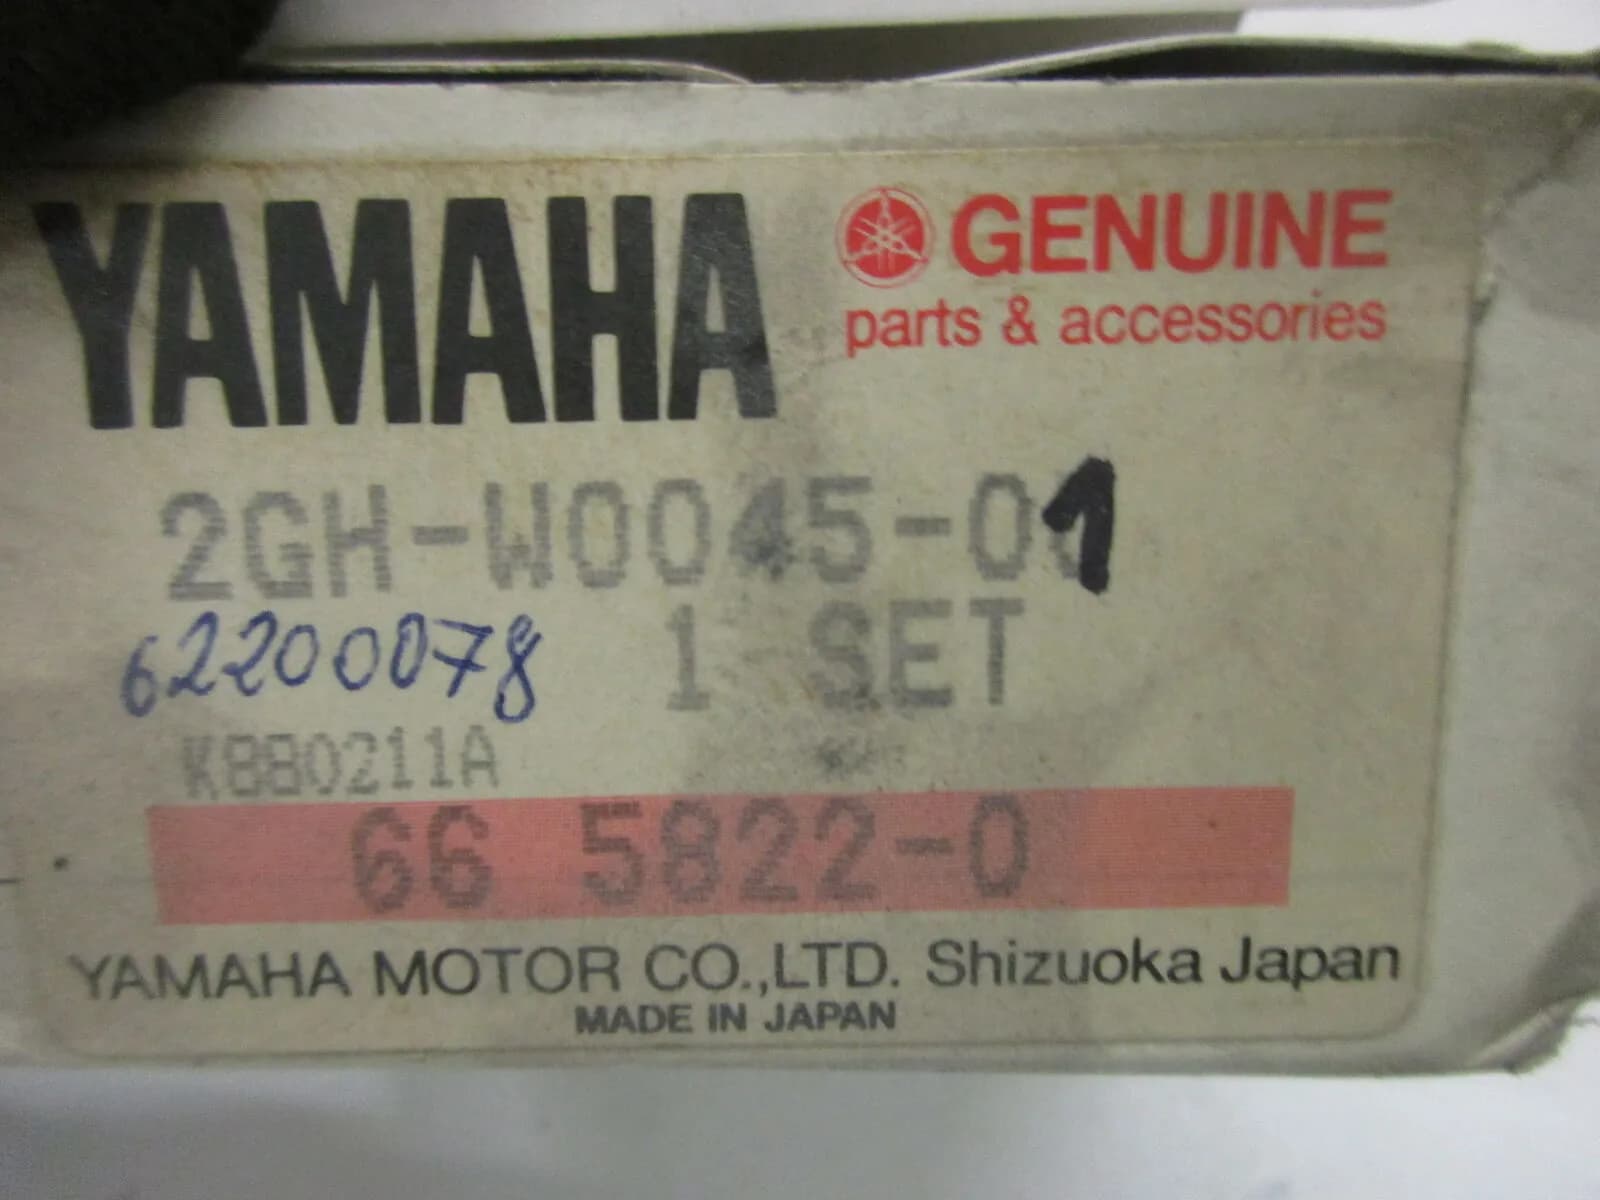 YAMAHA
GENUINE
parts & accessories
2GH-W0045-01
62200078
1 SET
K880211A
66 5822-0
YAMAHA MOTOR CO.,LTD. Shizuoka Japan
MADE IN JAPAN